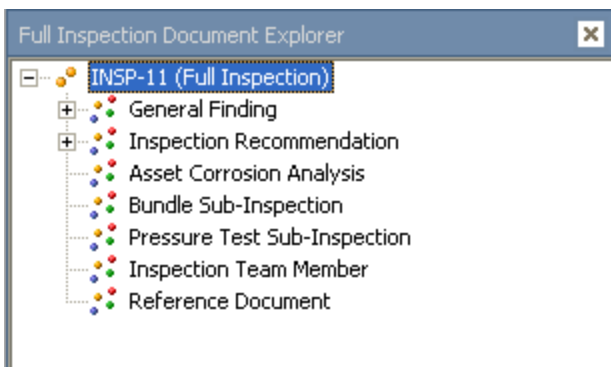 Full Inspection Document Explorer
INSP-11 (Full Inspection)
General Finding
Inspection Recommendation
Asset Corrosion Analysis
Bundle Sub-Inspection
Pressure Test Sub-Inspection
Inspection Team Member
Reference Document